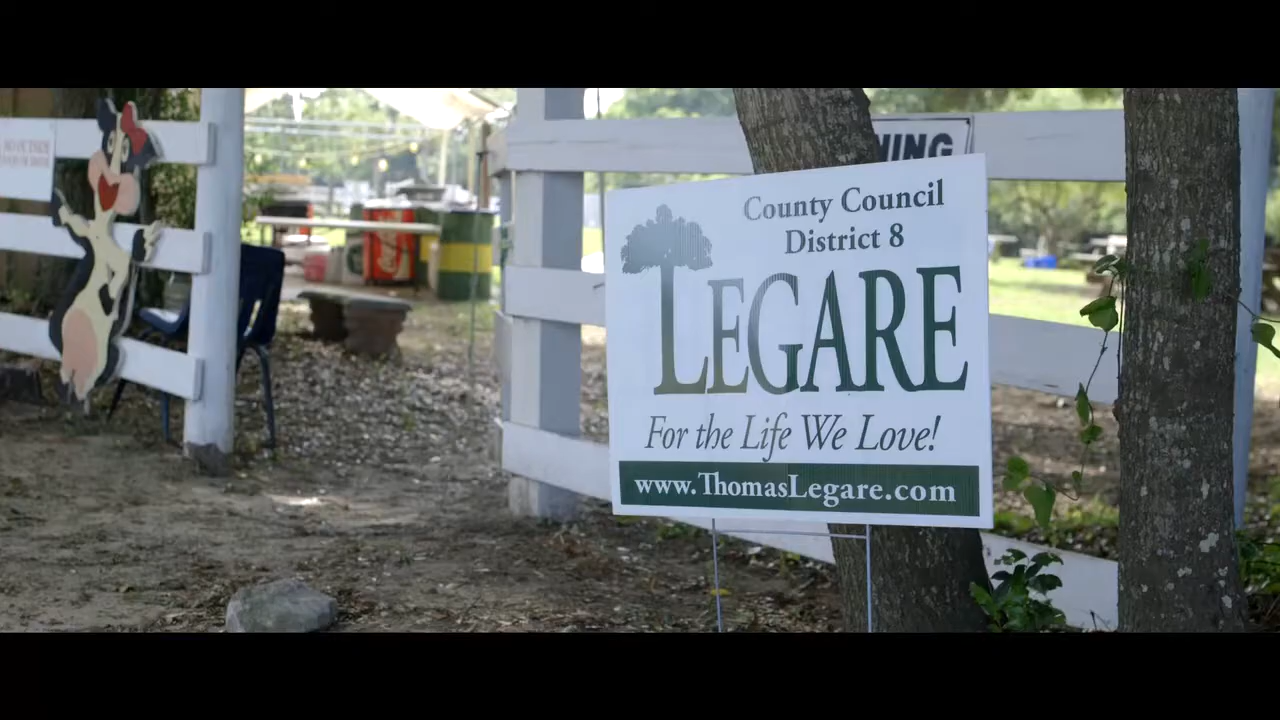 NING
County Council
District 8
LEGARE
For the Life We Love!
www.ThomasLegare.com